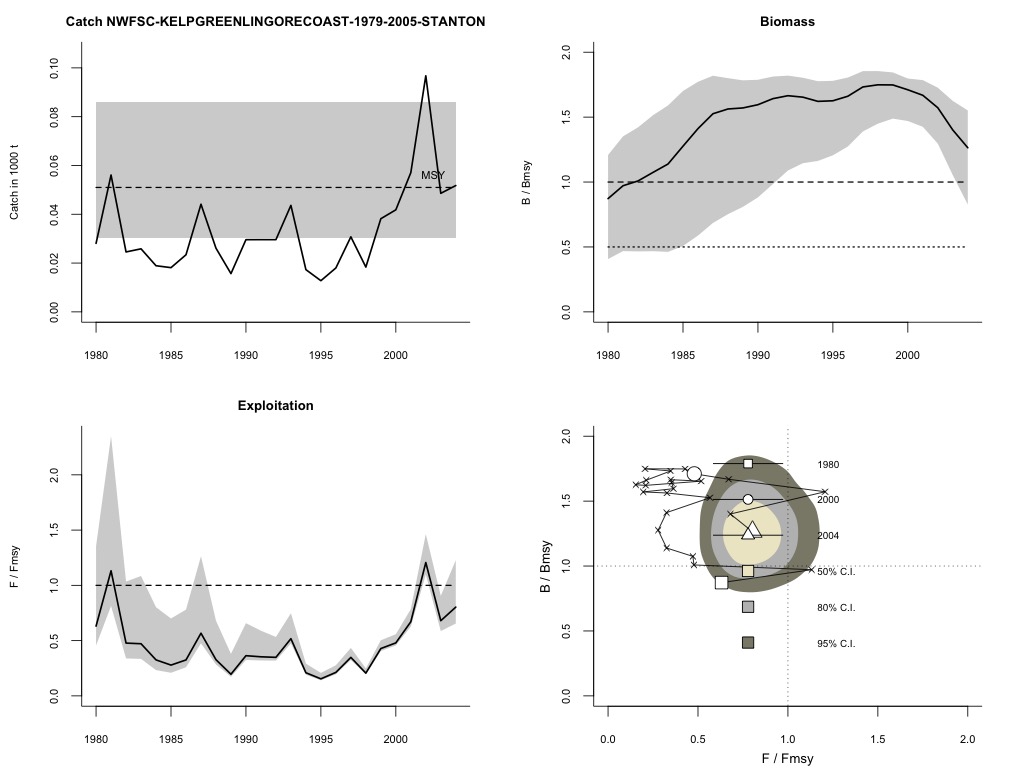 Catch NWFSC-KELPGREENLINGORECOAST-1979-2005-STANTON
Catch in 1000 t
0.00 0.02 0.04 0.06 0.08 0.10
MSY
1980 1985 1990 1995 2000
Biomass
B / Bmsy
0.0 0.5 1.0 1.5 2.0
1980 1985 1990 1995 2000
Exploitation
F / Fmsy
0.0 0.5 1.0 1.5 2.0
1980 1985 1990 1995 2000
B / Bmsy
0.0 0.5 1.0 1.5 2.0
1980
2000
2004
50% C.I.
80% C.I.
95% C.I.
0.0 0.5 1.0 1.5 2.0
F / Fmsy